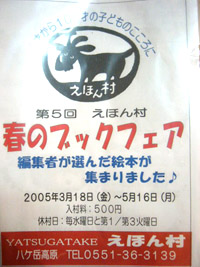 才の子どものこころに
えほん村
第5回 えほん村
春のブックフェア
編集者が選んだ絵本が
集まりました♪
2005年3月18日(金)～5月16日(月)
入村料:500円
休村日:毎水曜日と第1/第3火曜日
YATSUGATAKE えほん村
八ケ岳高原 TEL0551-36-3139